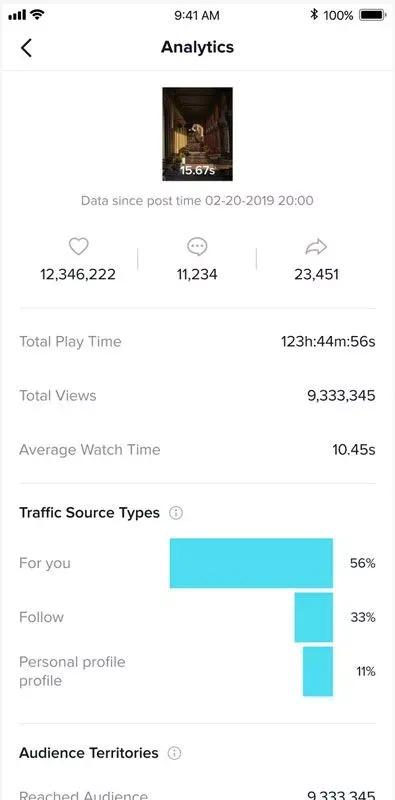 9:41 AM
100%
Analytics
15.67s
Data since post time 02-20-2019 20:00
12,346,222
11,234
23,451
Total Play Time 123h:44m:56s
Total Views 9,333,345
Average Watch Time 10.45s
Traffic Source Types
For you 56%
Follow 33%
Personal profile
profile 11%
Audience Territories
Reached Audience 9,333,345